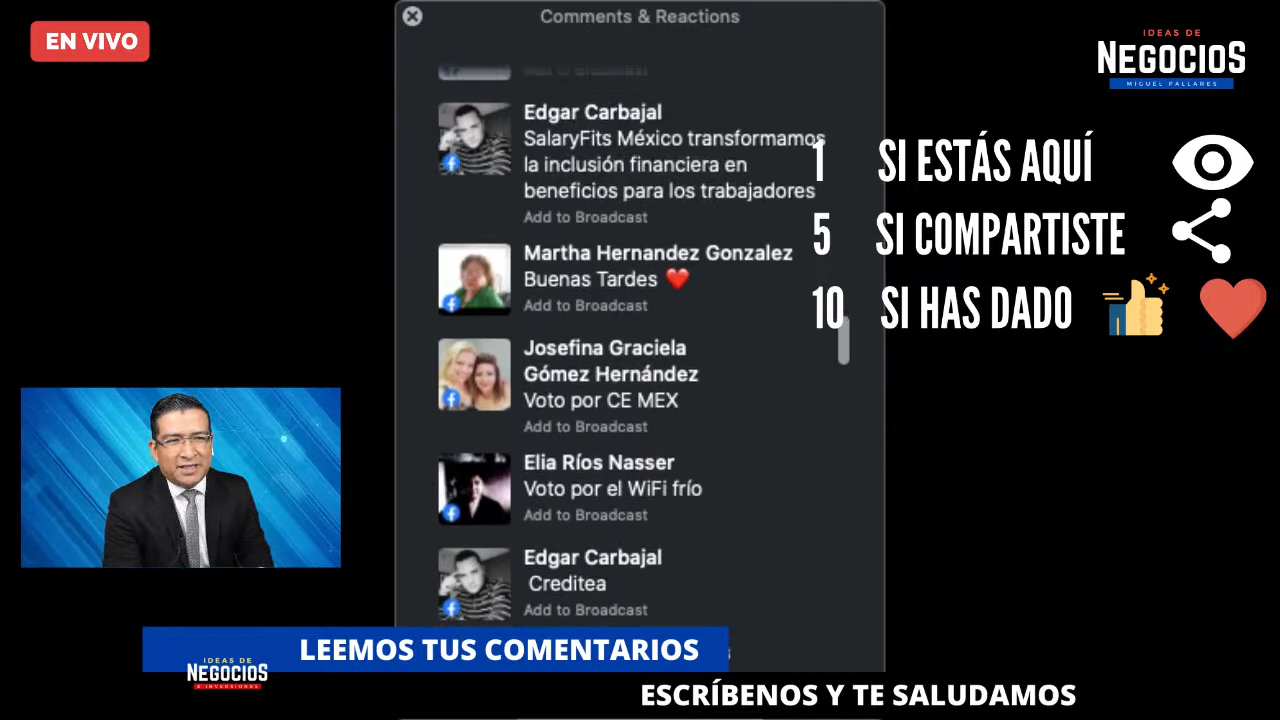 EN VIVO
Comments & Reactions
IDEAS DE
NEGOCIOS
MIGUEL PALLARES
Add to Broadcast
Edgar Carbajal
SalaryFits México transformamos
la inclusión financiera en
beneficios para los trabajadores
Add to Broadcast
1 SI ESTÁS AQUÍ
5 SI COMPARTISTE
10 SI HAS DADO
Martha Hernandez Gonzalez
Buenas Tardes ❤️
Add to Broadcast
Josefina Graciela
Gómez Hernández
Voto por CE MEX
Add to Broadcast
Elia Ríos Nasser
Voto por el WiFi frío
Add to Broadcast
Edgar Carbajal
Creditea
Add to Broadcast
LEEMOS TUS COMENTARIOS
IDEAS DE
NEGOCIOS
& INVERSIONES
ESCRÍBENOS Y TE SALUDAMOS